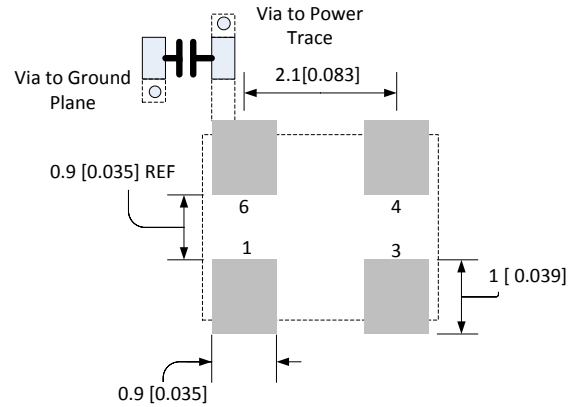 Via to Power
Trace
Via to Ground
Plane
2.1[0.083]
0.9 [0.035] REF
6
4
1
3
1 [ 0.039]
0.9 [0.035]